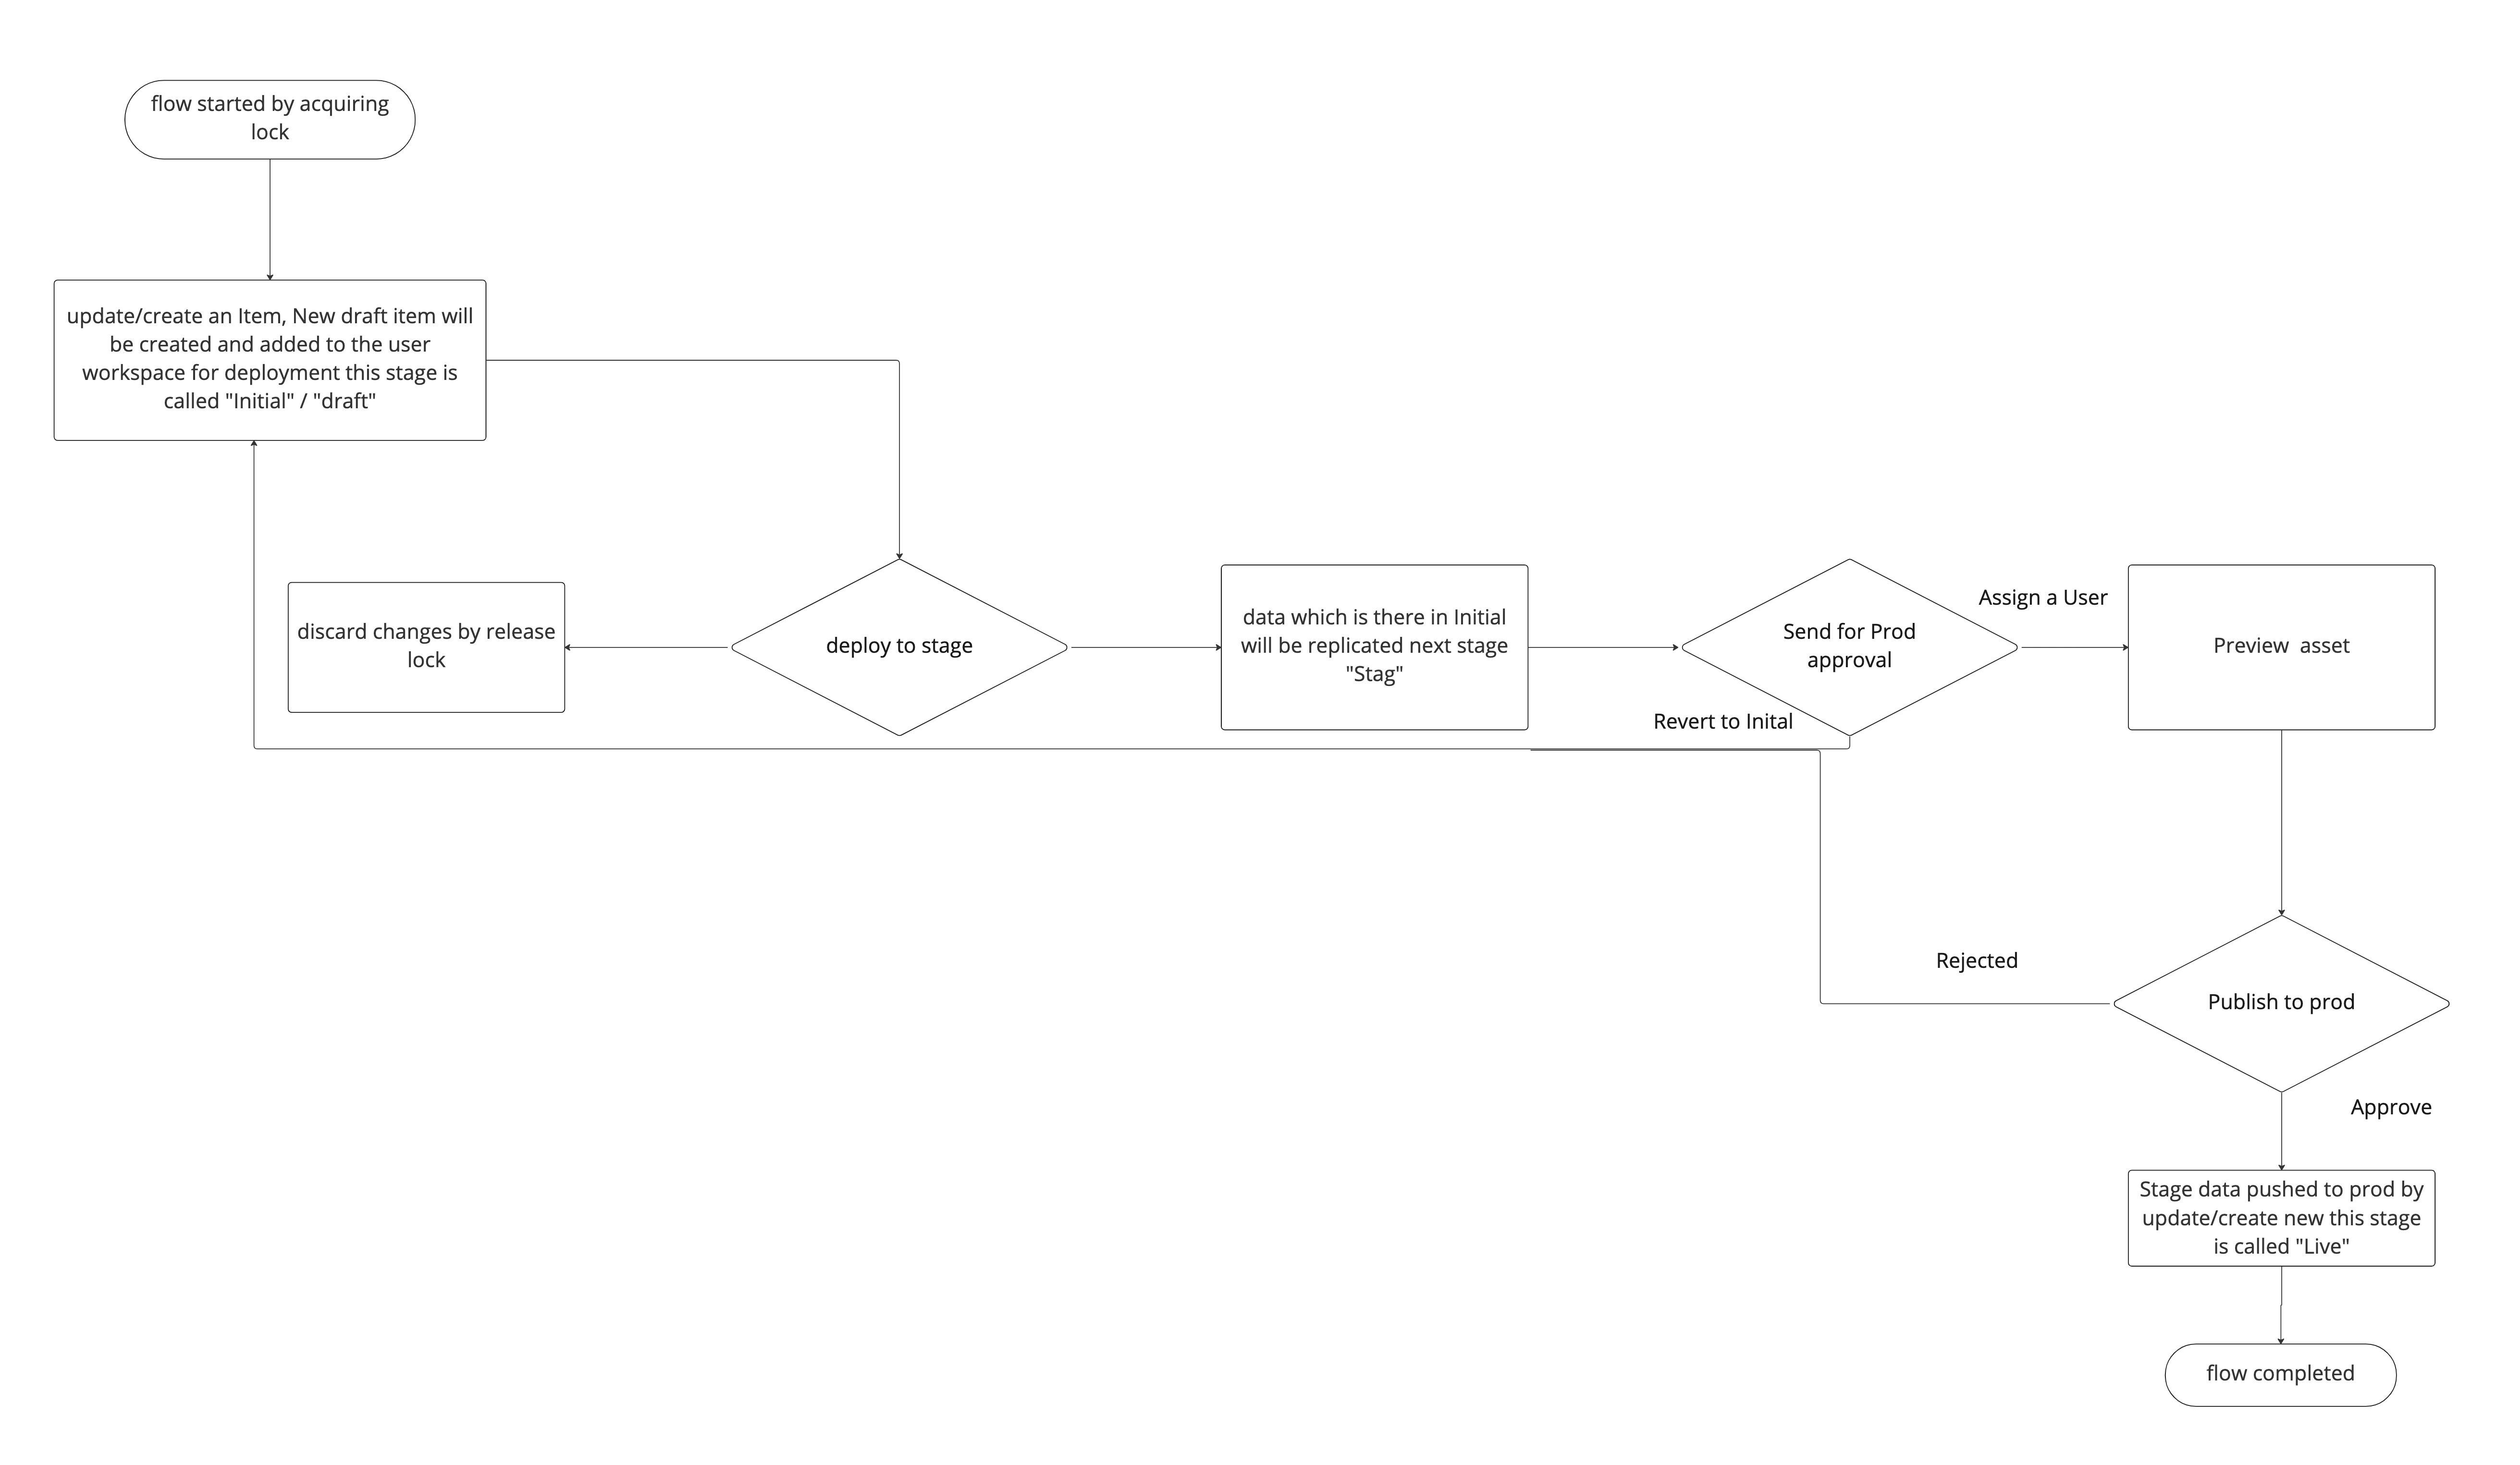 flow started by acquiring
lock
update/create an Item, New draft item will
be created and added to the user
workspace for deployment this stage is
called "Initial" / "draft"
discard changes by release
lock
deploy to stage
data which is there in Initial
will be replicated next stage
"Stag"
Send for Prod
approval
Assign a User
Preview  asset
Revert to Inital
Rejected
Publish to prod
Approve
Stage data pushed to prod by
update/create new this stage
is called "Live"
flow completed